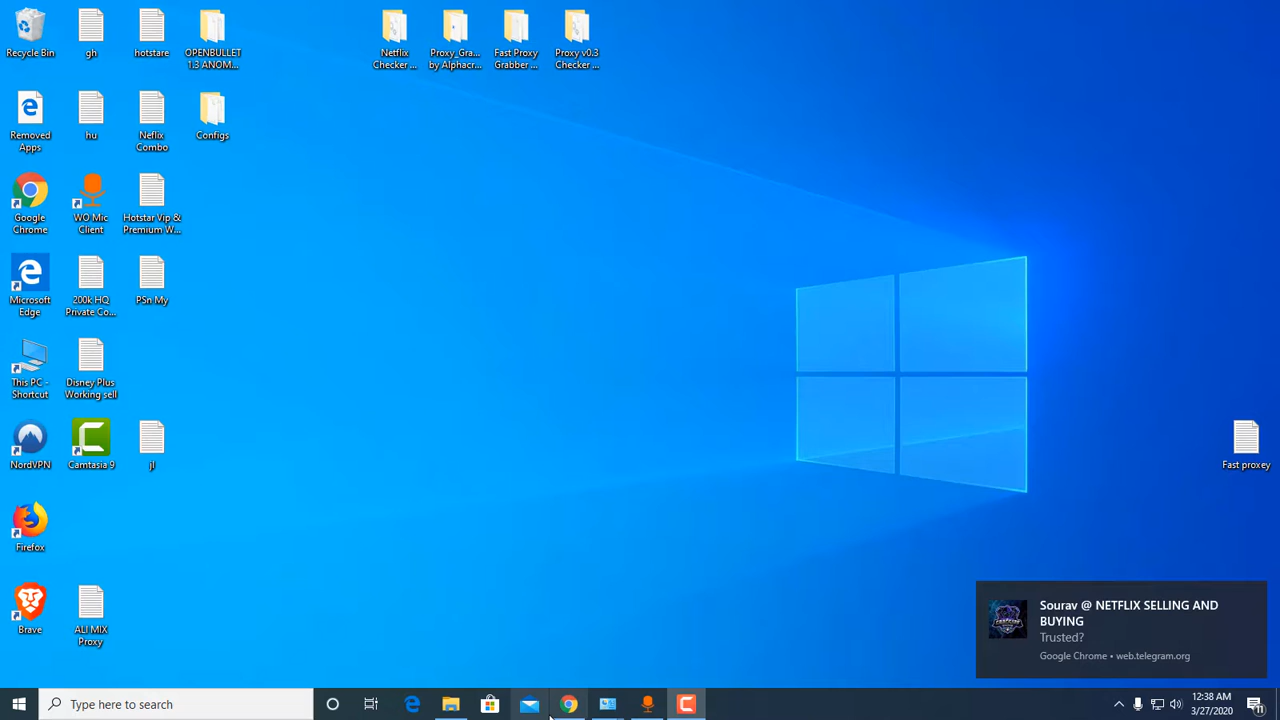 Recycle Bin
gh
hotstare
OPENBULLET
1.3 ANOM...
Netflix
Checker ...
Proxy_Gra...
by Alphacr...
Fast Proxy
Grabber ...
Proxy v0.3
Checker ...
Removed
Apps
hu
Neflix
Combo
Configs
Google
Chrome
WO Mic
Client
Hotstar Vip &
Premium W...
Microsoft
Edge
200k HQ
Private Co...
PSn My
This PC -
Shortcut
Disney Plus
Working sell
NordVPN
Camtasia 9
jl
Fast proxey
Firefox
Brave
ALI MIX
Proxy
Sourav @ NETFLIX SELLING AND
BUYING
Trusted?
Google Chrome • web.telegram.org
Type here to search
12:38 AM
3/27/2020
11